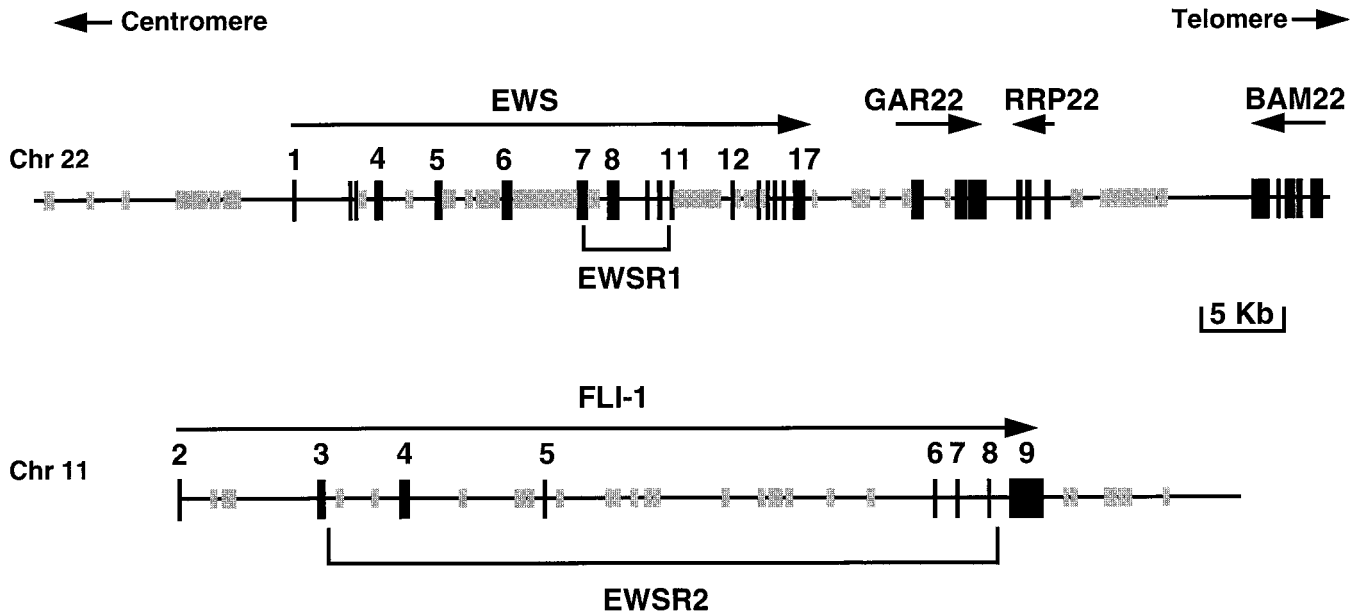 Centromere Telomere
EWS GAR22 RRP22 BAM22
Chr 22 1 4 5 6 7 8 11 12 17
EWSR1
5 Kb
FLI-1
Chr 11 2 3 4 5 6 7 8 9
EWSR2